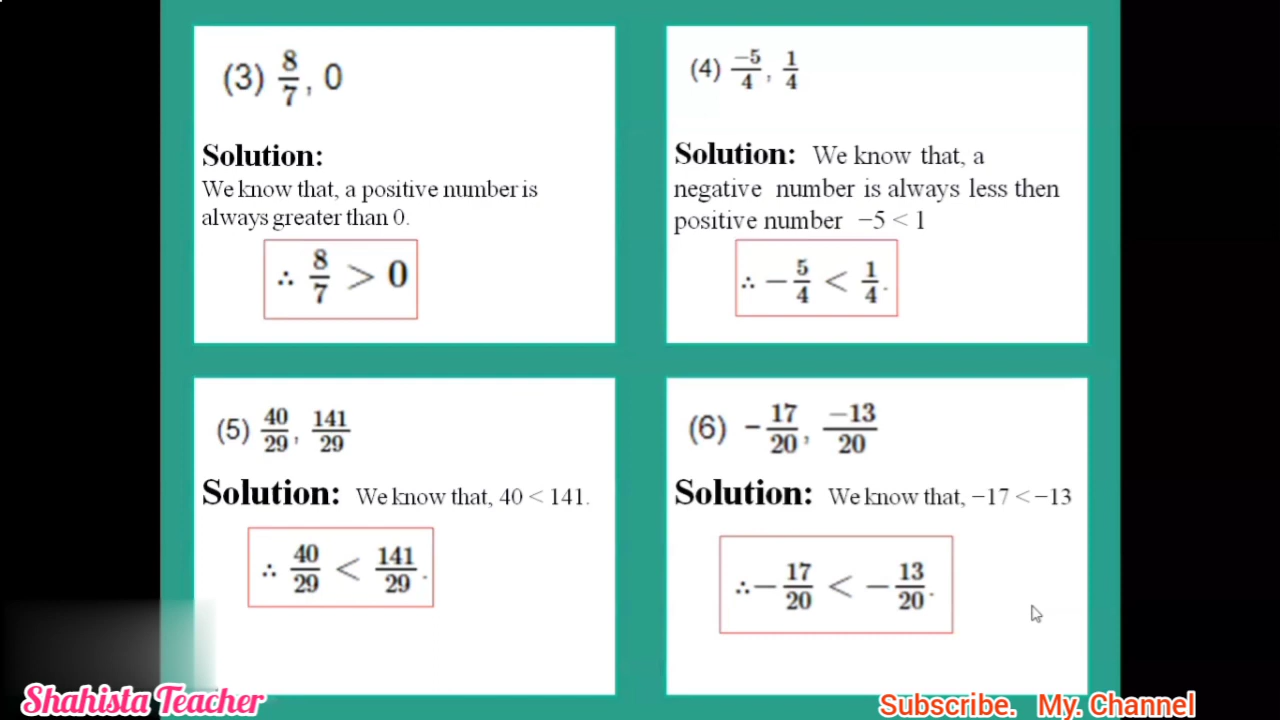 (3) 8/7, 0
Solution:
We know that, a positive number is
always greater than 0.
∴ 8/7 > 0
(4) −5/4, 1/4
Solution: We know that, a
negative number is always less then
positive number −5 < 1
∴ − 5/4 < 1/4.
(5) 40/29, 141/29
Solution: We know that, 40 < 141.
∴ 40/29 < 141/29.
(6) − 17/20, −13/20
Solution: We know that, −17 < −13
∴ − 17/20 < − 13/20.
Shahista Teacher
Subscribe. My. Channel